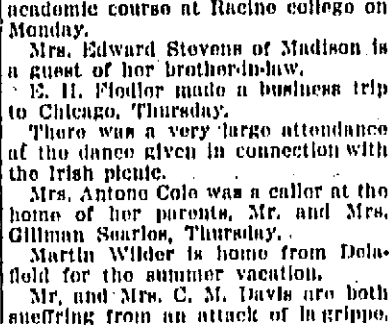 academic course at Racine college on
Monday.
Mrs. Edward Stevens of Madison is
a guest of her brother-in-law.
E. H. Fiedler made a business trip
to Chicago, Thursday.
There was a very large attendance
at the dance given in connection with
the Irish picnic.
Mrs. Antone Cole was a caller at the
home of her parents, Mr. and Mrs.
Gillman Searles, Thursday.
Martin Wilder is home from Dela-
field for the summer vacation.
Mr. and Mrs. C. M. Davis are both
sueffring from an attack of la grippe.